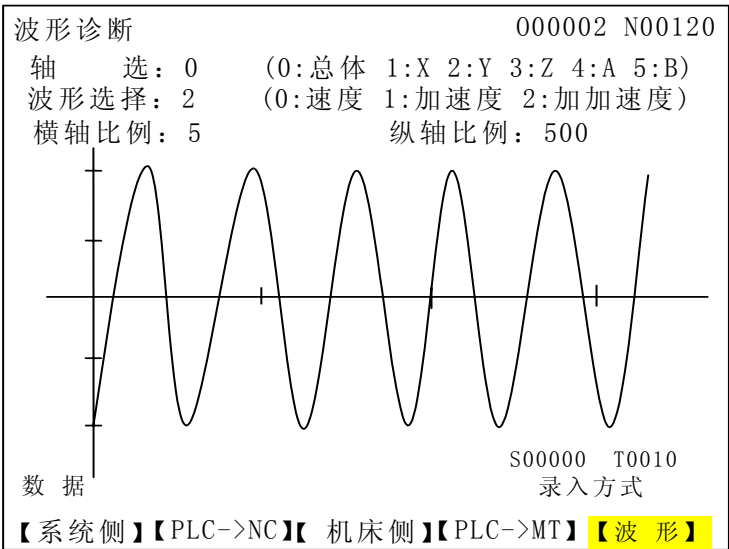 波形诊断 000002 N00120
轴 选: 0 (0:总体 1:X 2:Y 3:Z 4:A 5:B)
波形选择: 2 (0:速度 1:加速度 2:加加速度)
横轴比例: 5 纵轴比例: 500
S00000 T0010
数 据 录入方式
【系统侧】【PLC->NC】【 机床侧】【PLC->MT】【波 形】